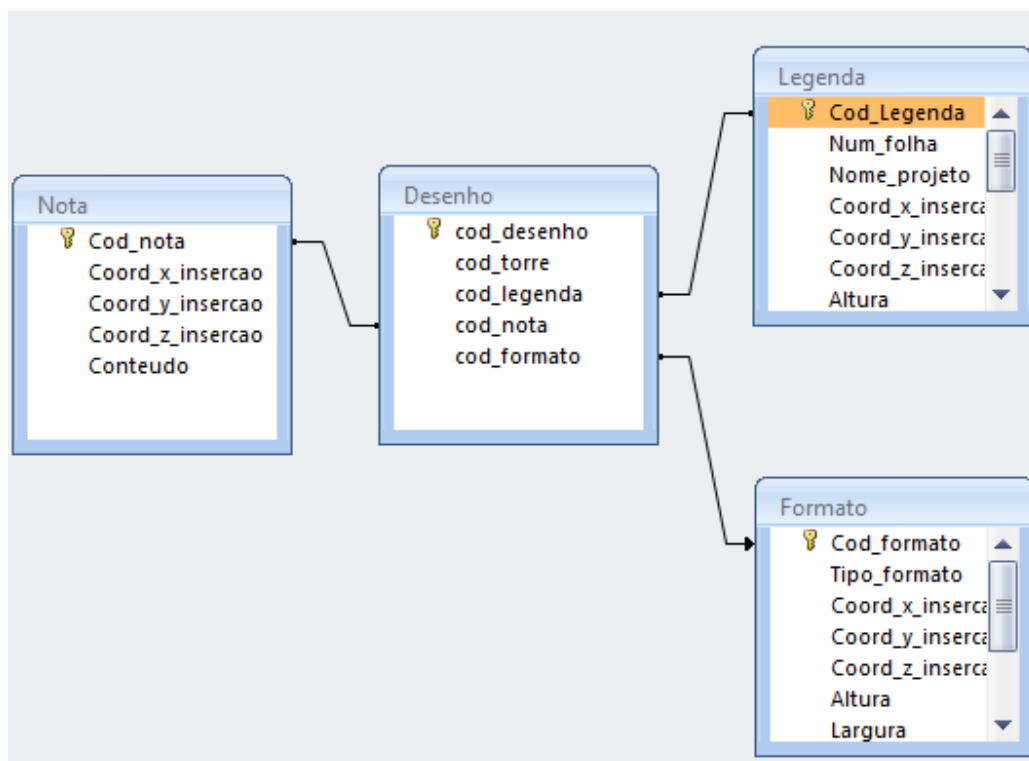 Nota
Cod_nota
Coord_x_insercao
Coord_y_insercao
Coord_z_insercao
Conteudo
Desenho
cod_desenho
cod_torre
cod_legenda
cod_nota
cod_formato
Legenda
Cod_Legenda
Num_folha
Nome_projeto
Coord_x_inserca
Coord_y_inserca
Coord_z_inserca
Altura
Formato
Cod_formato
Tipo_formato
Coord_x_inserca
Coord_y_inserca
Coord_z_inserca
Altura
Largura